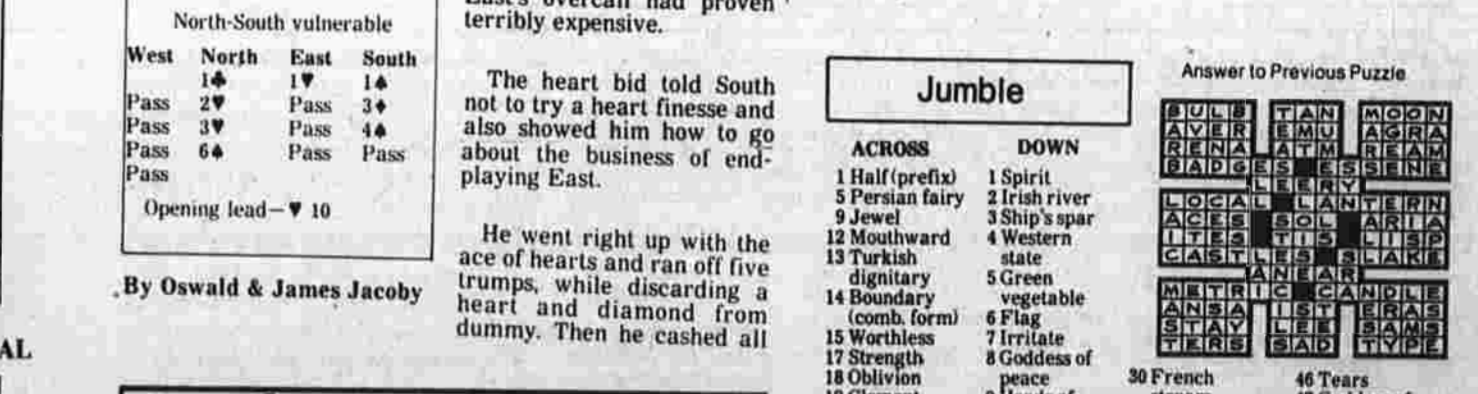 North-South vulnerable
West North East South
1♣ 1♥ 1♠
Pass 2♥ Pass 3♦
Pass 3♥ Pass 4♠
Pass 6♠ Pass Pass
Pass
Opening lead—♥ 10
.By Oswald & James Jacoby
AL
East's overcall had proven
terribly expensive.
The heart bid told South
not to try a heart finesse and
also showed him how to go
about the business of end-
playing East.
He went right up with the
ace of hearts and ran off five
trumps, while discarding a
heart and diamond from
dummy. Then he cashed all
Jumble
ACROSS
1 Half (prefix)
5 Persian fairy
9 Jewel
12 Mouthward
13 Turkish
dignitary
14 Boundary
(comb. form)
15 Worthless
17 Strength
18 Oblivion
DOWN
1 Spirit
2 Irish river
3 Ship's spar
4 Western
state
5 Green
vegetable
6 Flag
7 Irritate
8 Goddess of
peace
Answer to Previous Puzzle
BULB TAN MOON
AVER EMU AGRA
RENA ATM REAM
BADGES ESSENE
LEERY
LOCAL LANTERN
ACES SOL ARIA
ITES TIS LISP
CASTLES SLAKE
ANEAR
METRIC CANDLE
ANSA IST ERAS
STAY LEE SAMS
TERS SAD TYPE
30 French
46 Tears